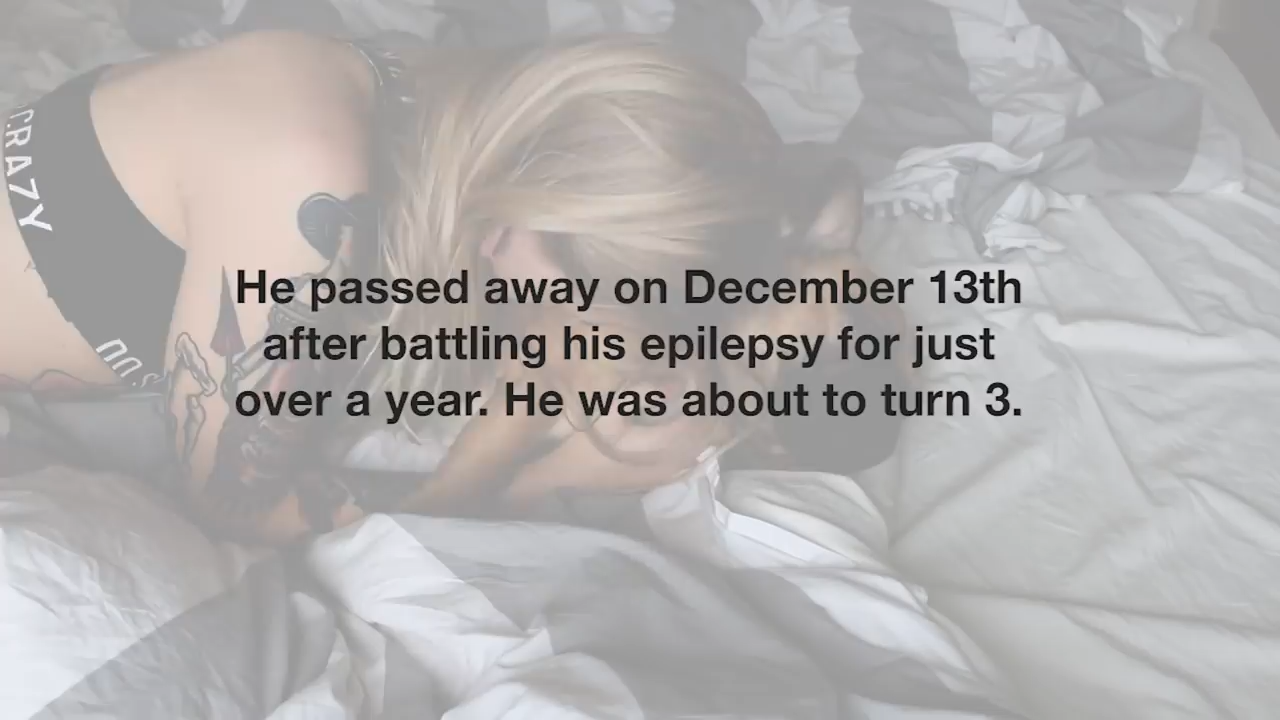 CRAZY
He passed away on December 13th
after battling his epilepsy for just
over a year. He was about to turn 3.